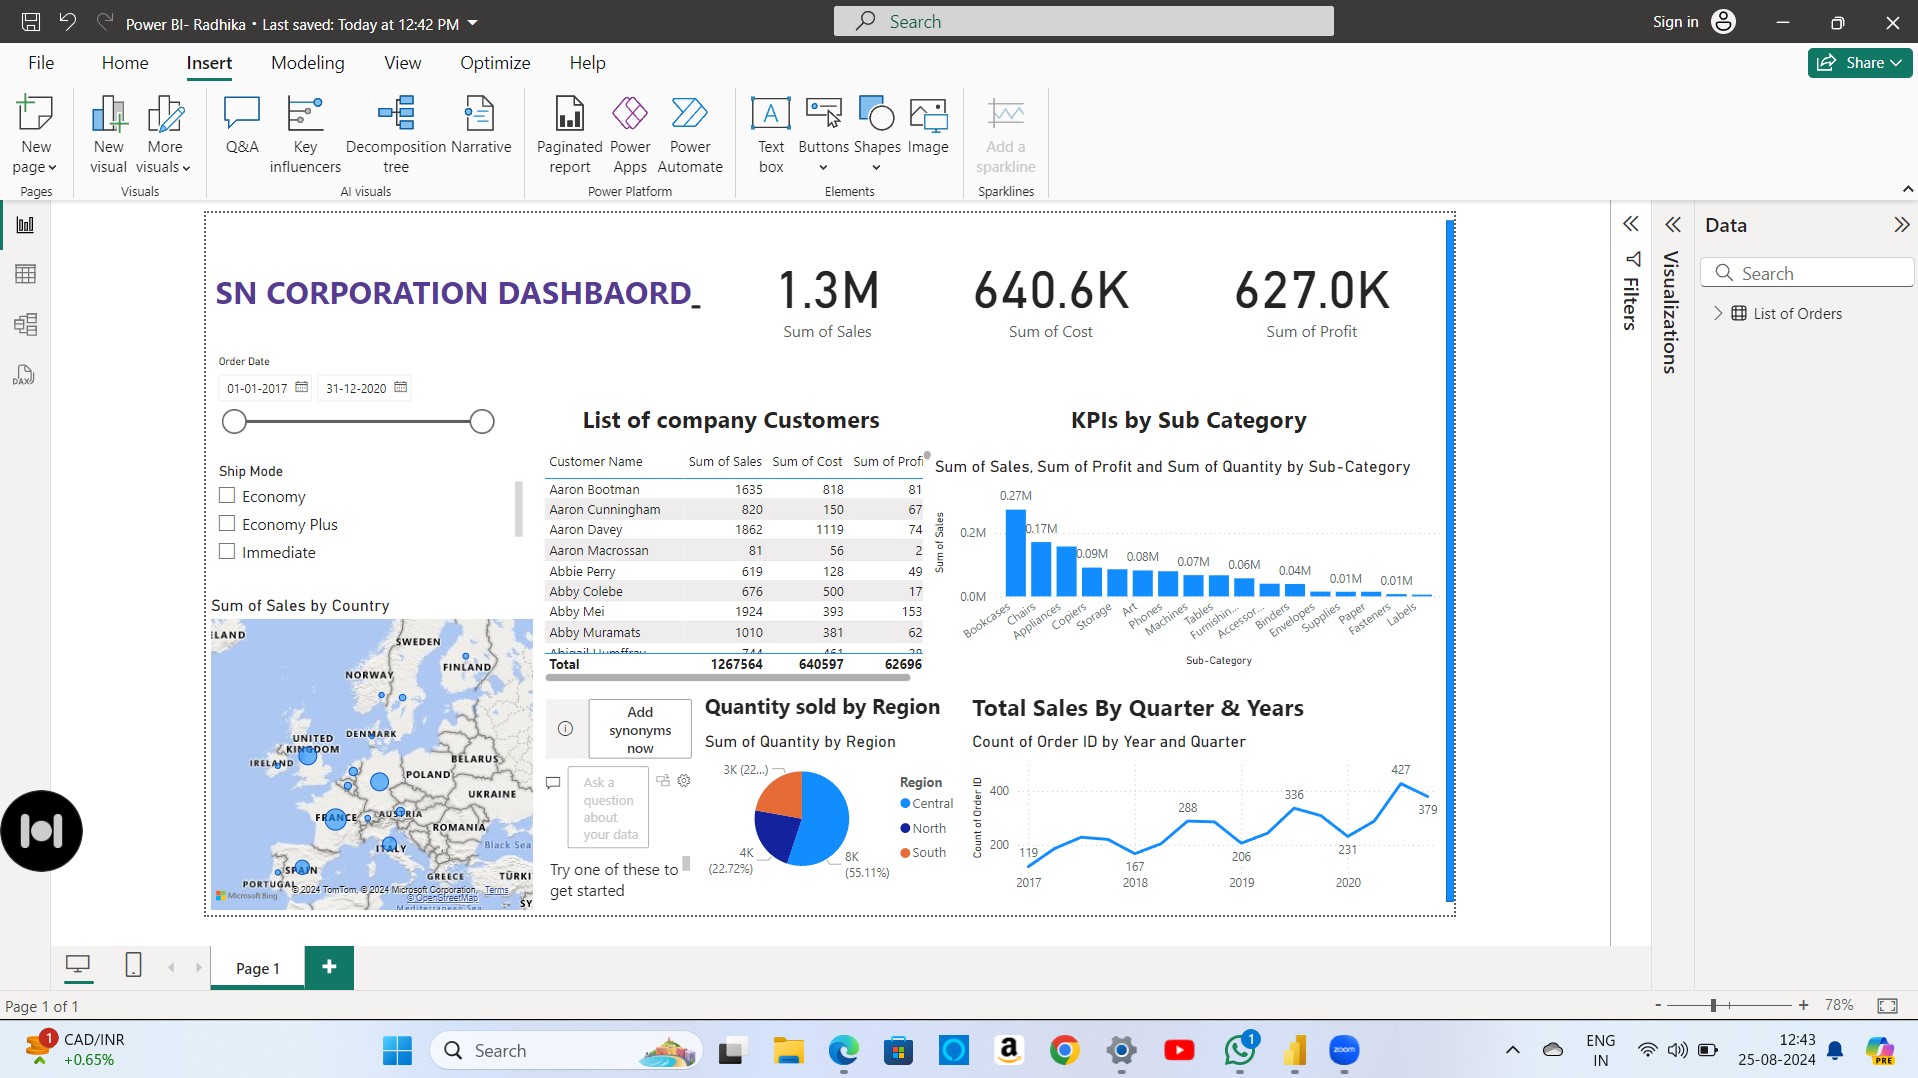 Power BI- Radhika • Last saved: Today at 12:42 PM
Search
Sign in
File Home Insert Modeling View Optimize Help
Share
New page
New visual
More visuals
Q&A
Key influencers
Decomposition tree
Narrative
Paginated report
Power Apps
Power Automate
Text box
Buttons
Shapes
Image
Add a sparkline
Pages Visuals AI visuals Power Platform Elements Sparklines
DAX
Filters
Visualizations
Data
Search
List of Orders
SN CORPORATION DASHBAORD_
1.3M
Sum of Sales
640.6K
Sum of Cost
627.0K
Sum of Profit
Order Date
01-01-2017 31-12-2020
Ship Mode
Economy
Economy Plus
Immediate
List of company Customers
Customer Name Sum of Sales Sum of Cost Sum of Profi
Aaron Bootman 1635 818 81
Aaron Cunningham 820 150 67
Aaron Davey 1862 1119 74
Aaron Macrossan 81 56 2
Abbie Perry 619 128 49
Abby Colebe 676 500 17
Abby Mei 1924 393 153
Abby Muramats 1010 381 62
Total 1267564 640597 62696
KPIs by Sub Category
Sum of Sales, Sum of Profit and Sum of Quantity by Sub-Category
Sum of Sales
0.2M
0.0M
0.27M 0.17M 0.09M 0.08M 0.07M 0.06M 0.04M 0.01M 0.01M
Bookcases Chairs Appliances Copiers Storage Art Phones Machines Tables Furnishin... Accessor... Binders Envelopes Supplies Paper Fasteners Labels
Sub-Category
Sum of Sales by Country
ELAND
SWEDEN
FINLAND
NORWAY
UNITED KINGDOM
DENMARK
IRELAND
BELARUS
POLAND
UKRAINE
FRANCE
AUSTRIA
ROMANIA
ITALY
Black Sea
SPAIN
PORTUGAL
GREECE
TÜRKI
SY
Mediterranean Sea
Microsoft Bing
© 2024 TomTom, © 2024 Microsoft Corporation, Terms
© OpenStreetMap
Add synonyms now
Ask a question about your data
Try one of these to get started
Quantity sold by Region
Sum of Quantity by Region
3K (22...)
4K (22.72%)
8K (55.11%)
Region
Central
North
South
Total Sales By Quarter & Years
Count of Order ID by Year and Quarter
Count of Order ID
400
200
119 288 167 206 336 231 427 379
2017 2018 2019 2020
Page 1
Page 1 of 1
- + 78%
1
CAD/INR
+0.65%
Search
a
zoom
1
ENG
IN
12:43
25-08-2024
PRE